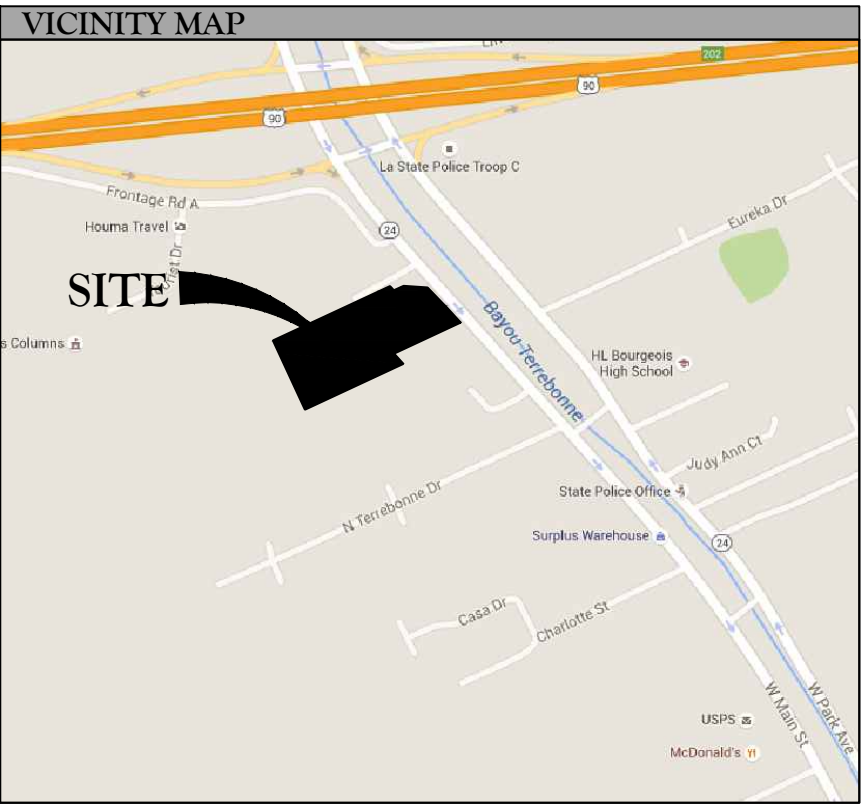 VICINITY MAP
202
90
90
La State Police Troop C
Frontage Rd A
Eureka Dr
Houma Travel
24
SITE
Bayou Terrebonne
s Columns
HL Bourgeois
High School
Judy Ann Ct
State Police Office
N Terrebonne Dr
Surplus Warehouse
24
Casa Dr
Charlotte St
W Main St
W Park Ave
USPS
McDonald's